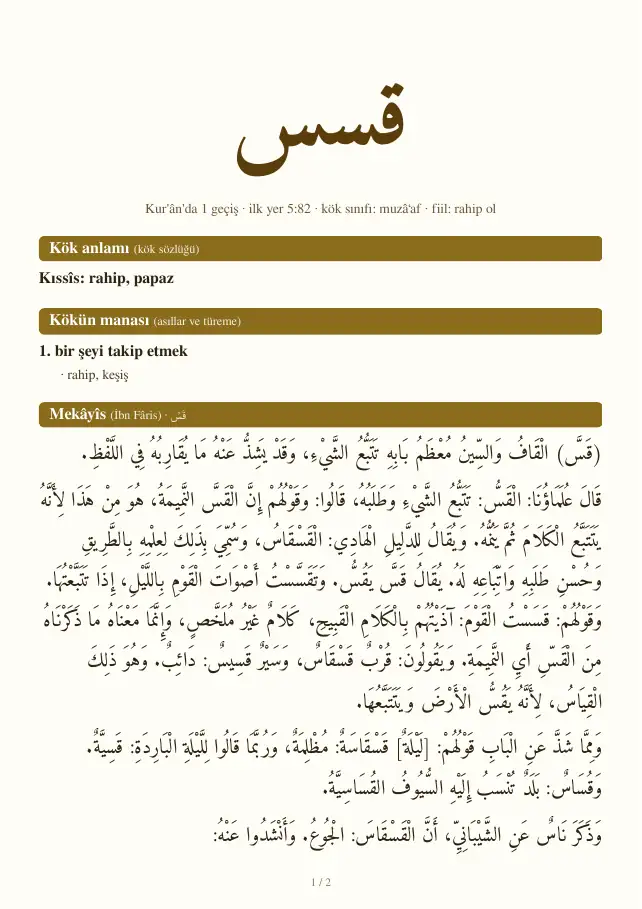 قسس
Kur'ân'da 1 geçiş · ilk yer 5:82 · kök sınıfı: muzâ'af · fiil: rahip ol
Kök anlamı (kök sözlüğü)
Kıssîs: rahip, papaz
Kökün manası (asıllar ve türeme)
1. bir şeyi takip etmek
· rahip, keşiş
Mekâyîs (İbn Fâris) · قَسَّ
(قَسَّ) الْقَافُ وَالسِّينُ مُعْظَمُ بَابِهِ تَتَبُّعُ الشَّيْءِ، وَقَدْ يَشِذُّ عَنْهُ مَا يُقَارِبُهُ فِي اللَّفْظِ.
قَالَ عُلَمَاؤُنَا: الْقَسُّ: تَتَبُّعُ الشَّيْءِ وَطَلَبُهُ، قَالُوا: وَقَوْلُهُمْ إِنَّ الْقَسَّ النَّمِيمَةُ، هُوَ مِنْ هَذَا لِأَنَّهُ
يَتَتَبَّعُ الْكَلَامَ ثُمَّ يَنُمُّهُ. وَيُقَالُ لِلدَّلِيلِ الْهَادِي: الْقَسْقَاسُ، وَسُمِّيَ بِذَلِكَ لِعِلْمِهِ بِالطَّرِيقِ
وَحُسْنِ طَلَبِهِ وَاتِّبَاعِهِ لَهُ. يُقَالُ قَسَّ يَقُسُّ. وَتَقَسَّسْتُ أَصْوَاتَ الْقَوْمِ بِاللَّيْلِ، إِذَا تَتَبَّعْتُهَا.
وَقَوْلُهُمْ: قَسَسْتُ الْقَوْمَ: آذَيْتُهُمْ بِالْكَلَامِ الْقَبِيحِ، كَلَامٌ غَيْرُ مُلَخَّصٍ، وَإِنَّمَا مَعْنَاهُ مَا ذَكَرْنَاهُ
مِنَ الْقَسِّ أَيِ النَّمِيمَةِ. وَيَقُولُونَ: قَرْبٌ قَسْقَاسٌ، وَسَيْرٌ قَسِيسٌ: دَائِبٌ. وَهُوَ ذَلِكَ
الْقِيَاسُ، لِأَنَّهُ يَقُسُّ الْأَرْضَ وَيَتَتَبَّعُهَا.
وَمِمَّا شَذَّ عَنِ الْبَابِ قَوْلُهُمْ: [لَيْلَةٌ] قَسْقَاسَةٌ: مُظْلِمَةٌ، وَرُبَّمَا قَالُوا لِلَّيْلَةِ الْبَارِدَةِ: قَسِيَّةٌ.
وَقُسَاسٌ: بَلَدٌ تُنْسَبُ إِلَيْهِ السُّيُوفُ الْقُسَاسِيَّةُ.
وَذَكَرَ نَاسٌ عَنِ الشَّيْبَانِيِّ، أَنَّ الْقَسْقَاسَ: الْجُوعُ. وَأَنْشَدُوا عَنْهُ:
1 / 2